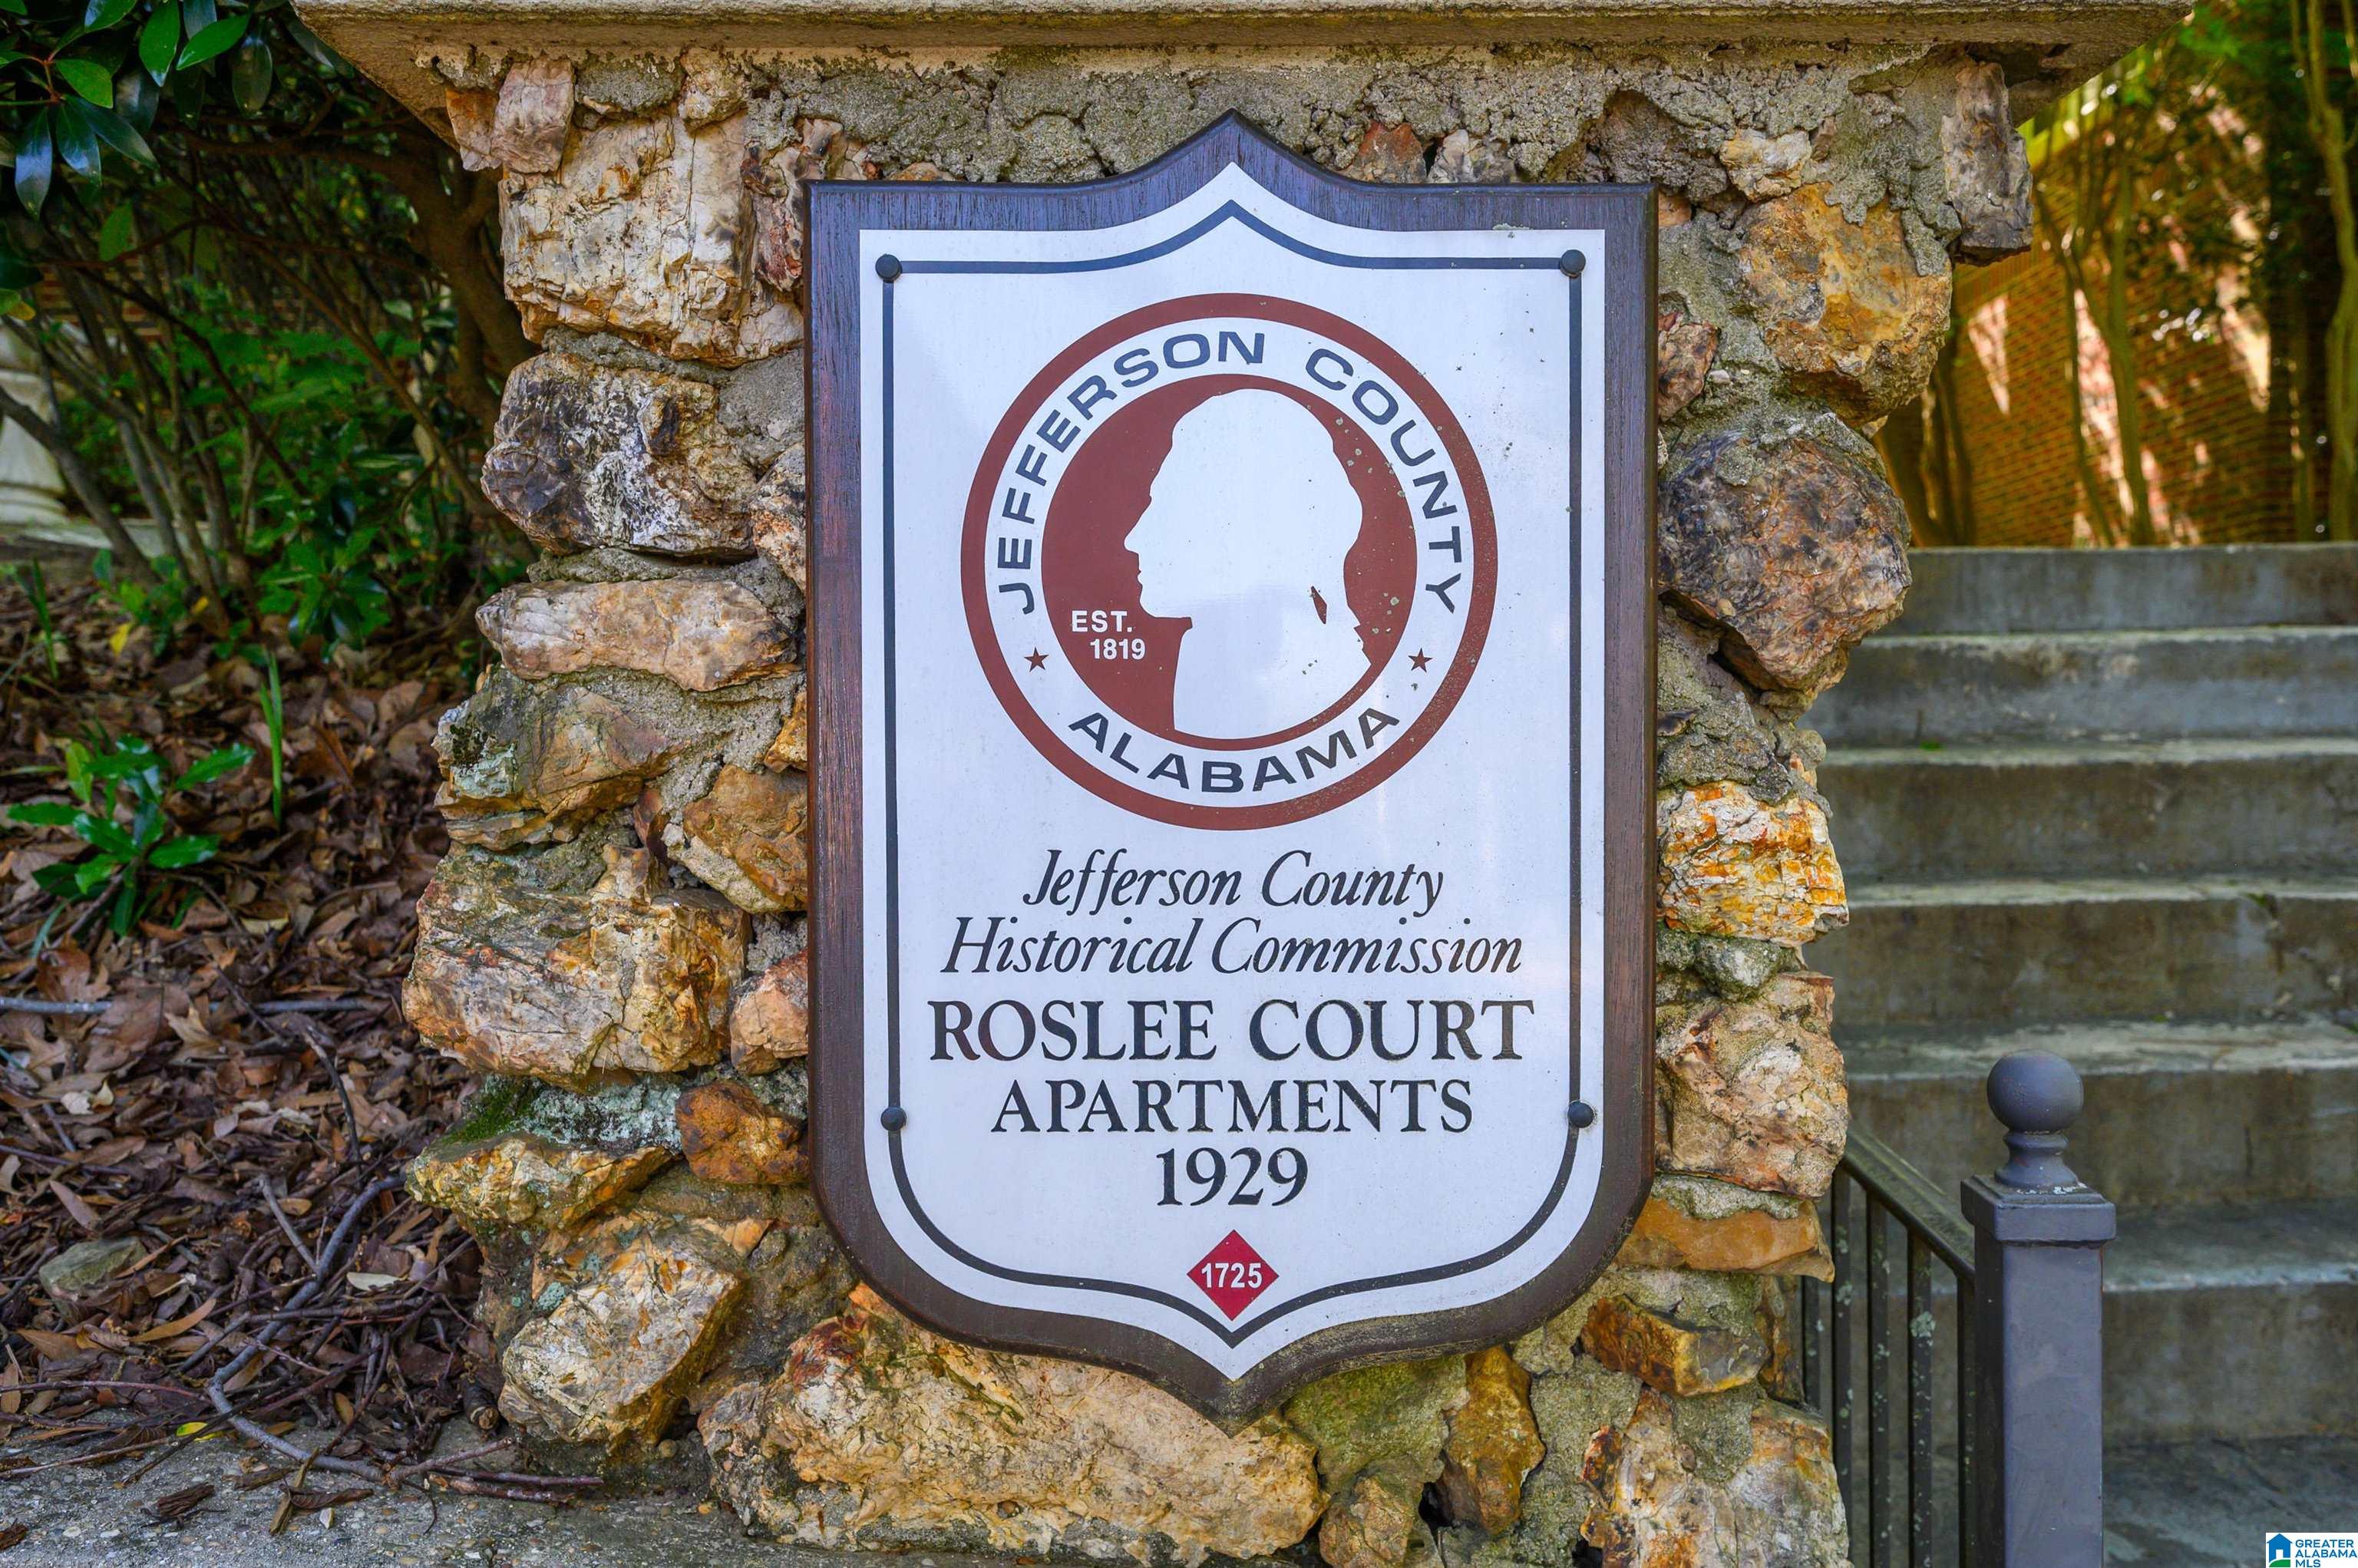 JEFFERSON COUNTY
EST.
1819
ALABAMA
Jefferson County
Historical Commission
ROSLEE COURT
APARTMENTS
1929
1725
GREATER
ALABAMA
MLS